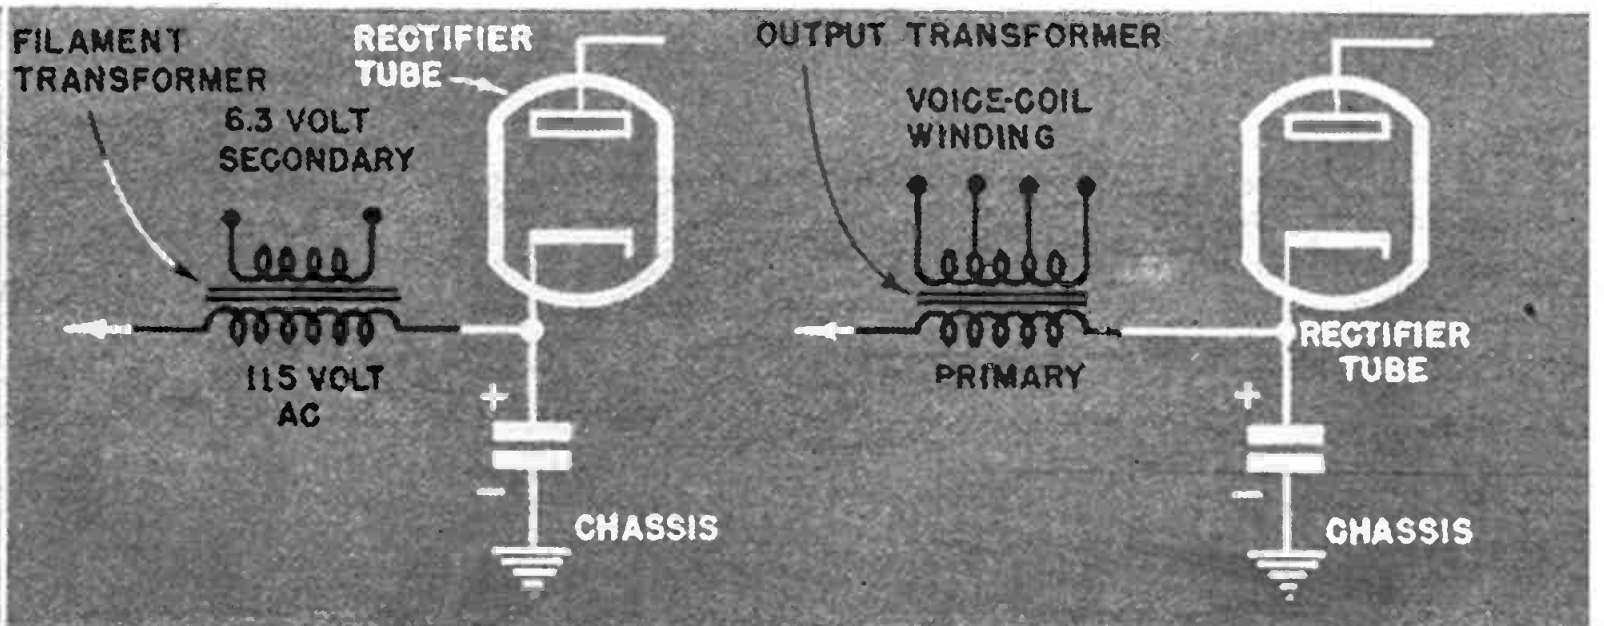 FILAMENT
TRANSFORMER
6.3 VOLT
SECONDARY
115 VOLT
AC
RECTIFIER
TUBE
+
−
CHASSIS
OUTPUT TRANSFORMER
VOICE-COIL
WINDING
PRIMARY
RECTIFIER
TUBE
+
−
CHASSIS